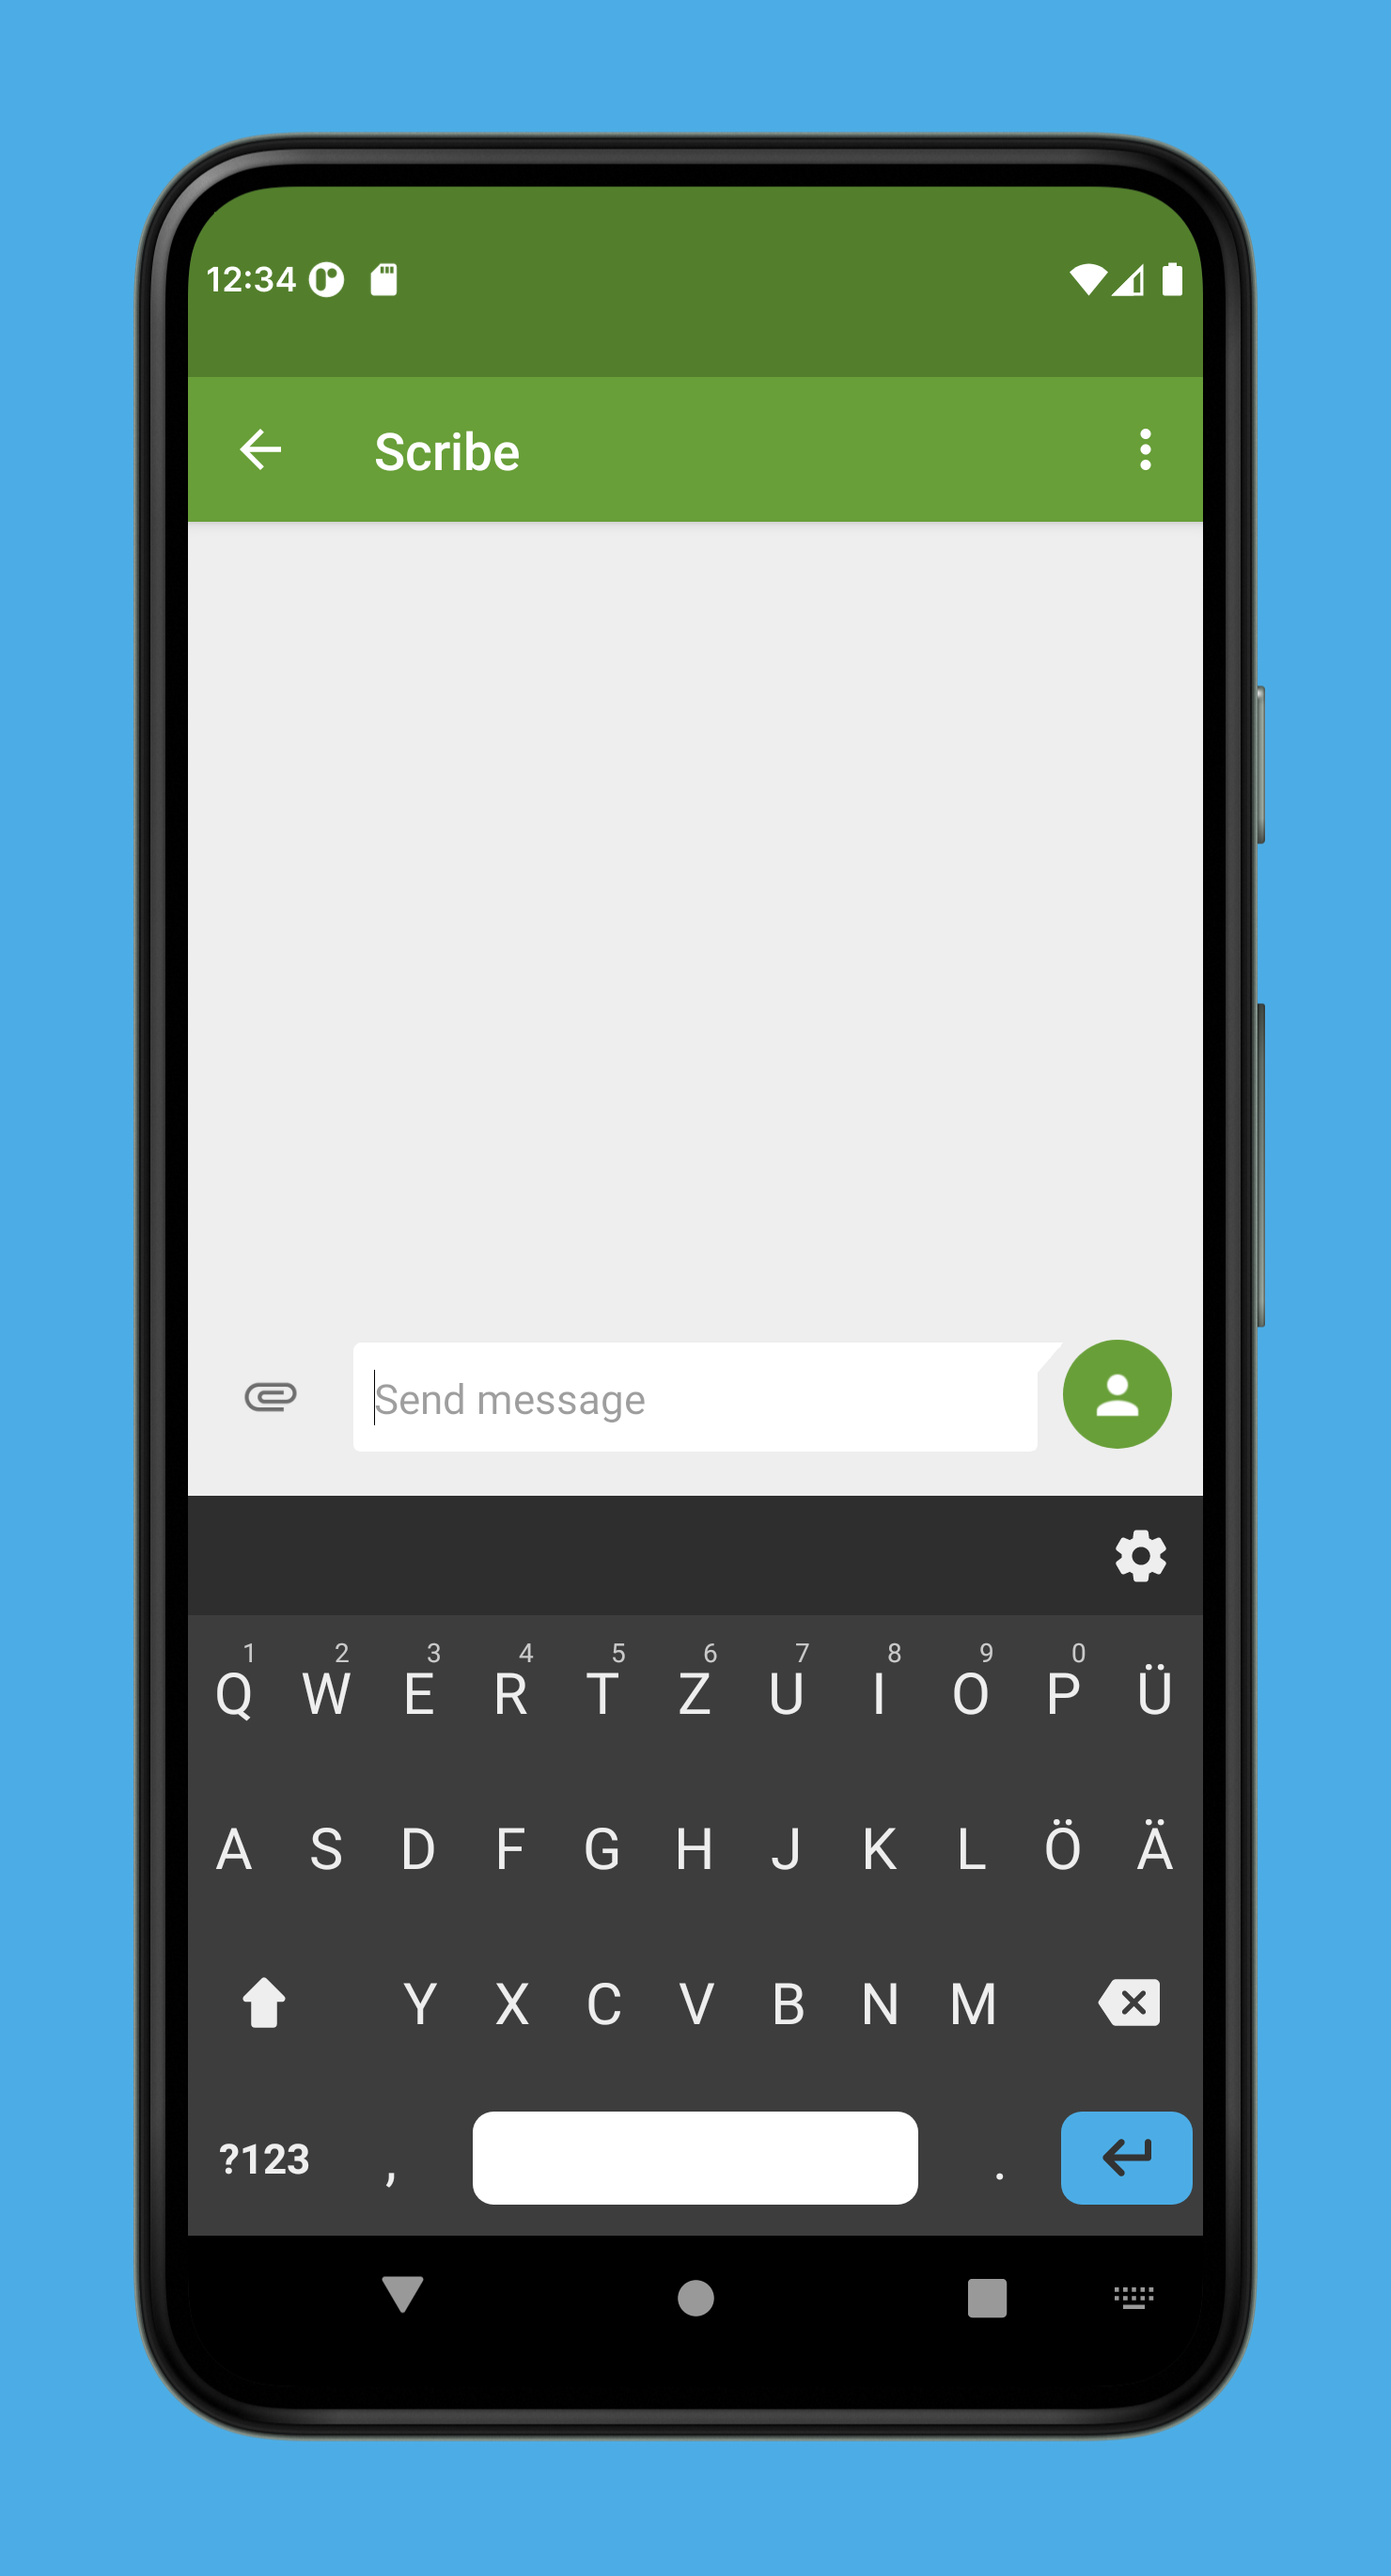 12:34
Scribe
Send message
1 2 3 4 5 6 7 8 9 0
Q W E R T Z U I O P Ü
A S D F G H J K L Ö Ä
Y X C V B N M
?123 , .